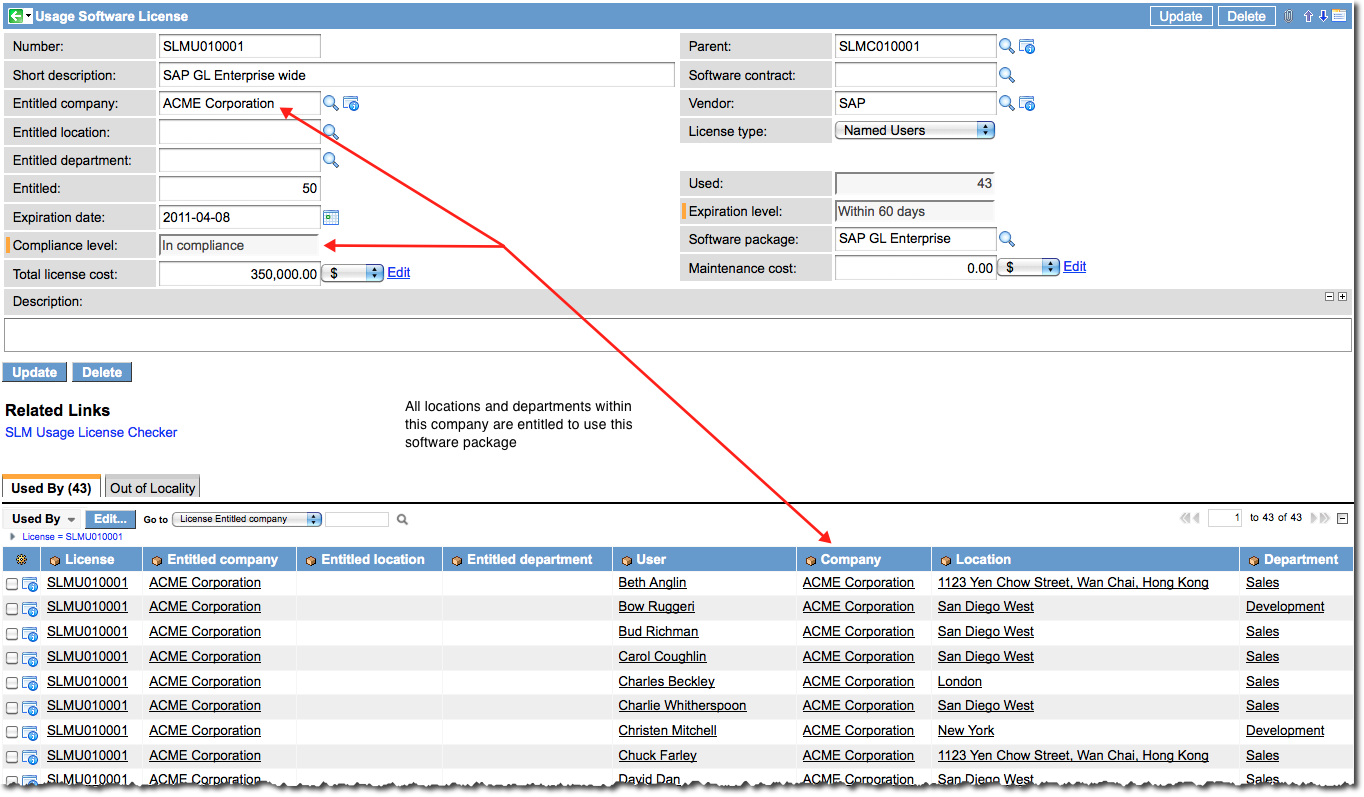 Usage Software License Update Delete
Number: SLMU010001 Parent: SLMC010001
Short description: SAP GL Enterprise wide Software contract:
Entitled company: ACME Corporation Vendor: SAP
Entitled location: License type: Named Users
Entitled department:
Entitled: 50 Used: 43
Expiration date: 2011-04-08 Expiration level: Within 60 days
Compliance level: In compliance Software package: SAP GL Enterprise
Total license cost: 350,000.00 $ Edit Maintenance cost: 0.00 $ Edit
Description:
Update Delete
Related Links
SLM Usage License Checker
All locations and departments within
this company are entitled to use this
software package
Used By (43) Out of Locality
Used By Edit... Go to License Entitled company 1 to 43 of 43
License = SLMU010001
License Entitled company Entitled location Entitled department User Company Location Department
SLMU010001 ACME Corporation Beth Anglin ACME Corporation 1123 Yen Chow Street, Wan Chai, Hong Kong Sales
SLMU010001 ACME Corporation Bow Ruggeri ACME Corporation San Diego West Development
SLMU010001 ACME Corporation Bud Richman ACME Corporation San Diego West Sales
SLMU010001 ACME Corporation Carol Coughlin ACME Corporation San Diego West Sales
SLMU010001 ACME Corporation Charles Beckley ACME Corporation London Sales
SLMU010001 ACME Corporation Charlie Whitherspoon ACME Corporation San Diego West Sales
SLMU010001 ACME Corporation Christen Mitchell ACME Corporation New York Development
SLMU010001 ACME Corporation Chuck Farley ACME Corporation 1123 Yen Chow Street, Wan Chai, Hong Kong Sales
SLMU010001 ACME Corporation David Dan ACME Corporation San Diego West Sales